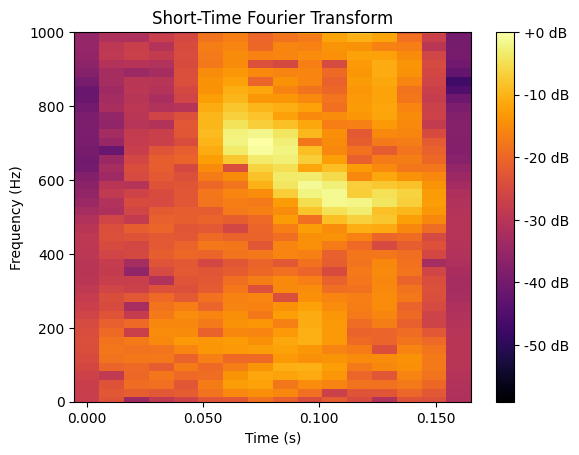 Short-Time Fourier Transform
1000
800
600
400
200
0
Frequency (Hz)
0.000
0.050
0.100
0.150
Time (s)
+0 dB
-10 dB
-20 dB
-30 dB
-40 dB
-50 dB